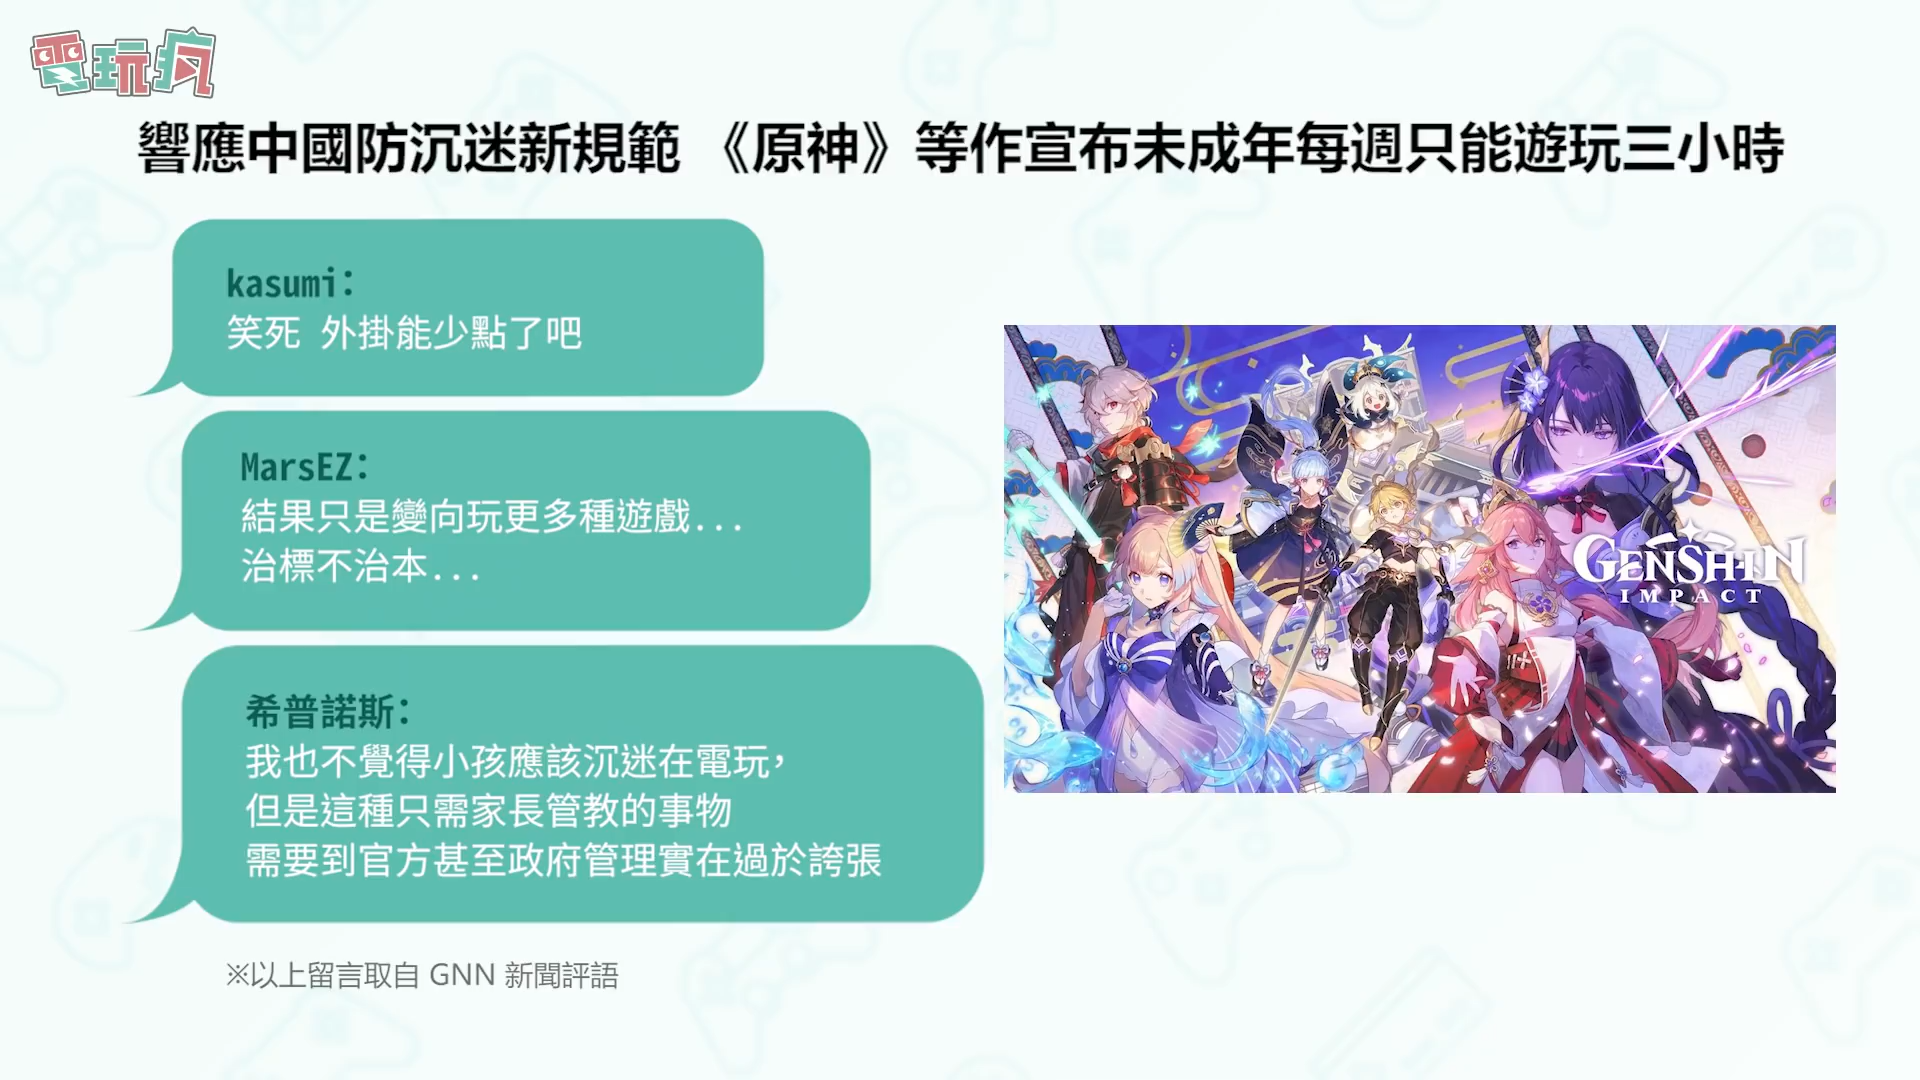 電玩瘋
響應中國防沉迷新規範 《原神》等作宣布未成年每週只能遊玩三小時
kasumi:
笑死 外掛能少點了吧
MarsEZ:
結果只是變向玩更多種遊戲...
治標不治本...
希普諾斯:
我也不覺得小孩應該沉迷在電玩，
但是這種只需家長管教的事物
需要到官方甚至政府管理實在過於誇張
GENSHIN
IMPACT
※以上留言取自 GNN 新聞評語